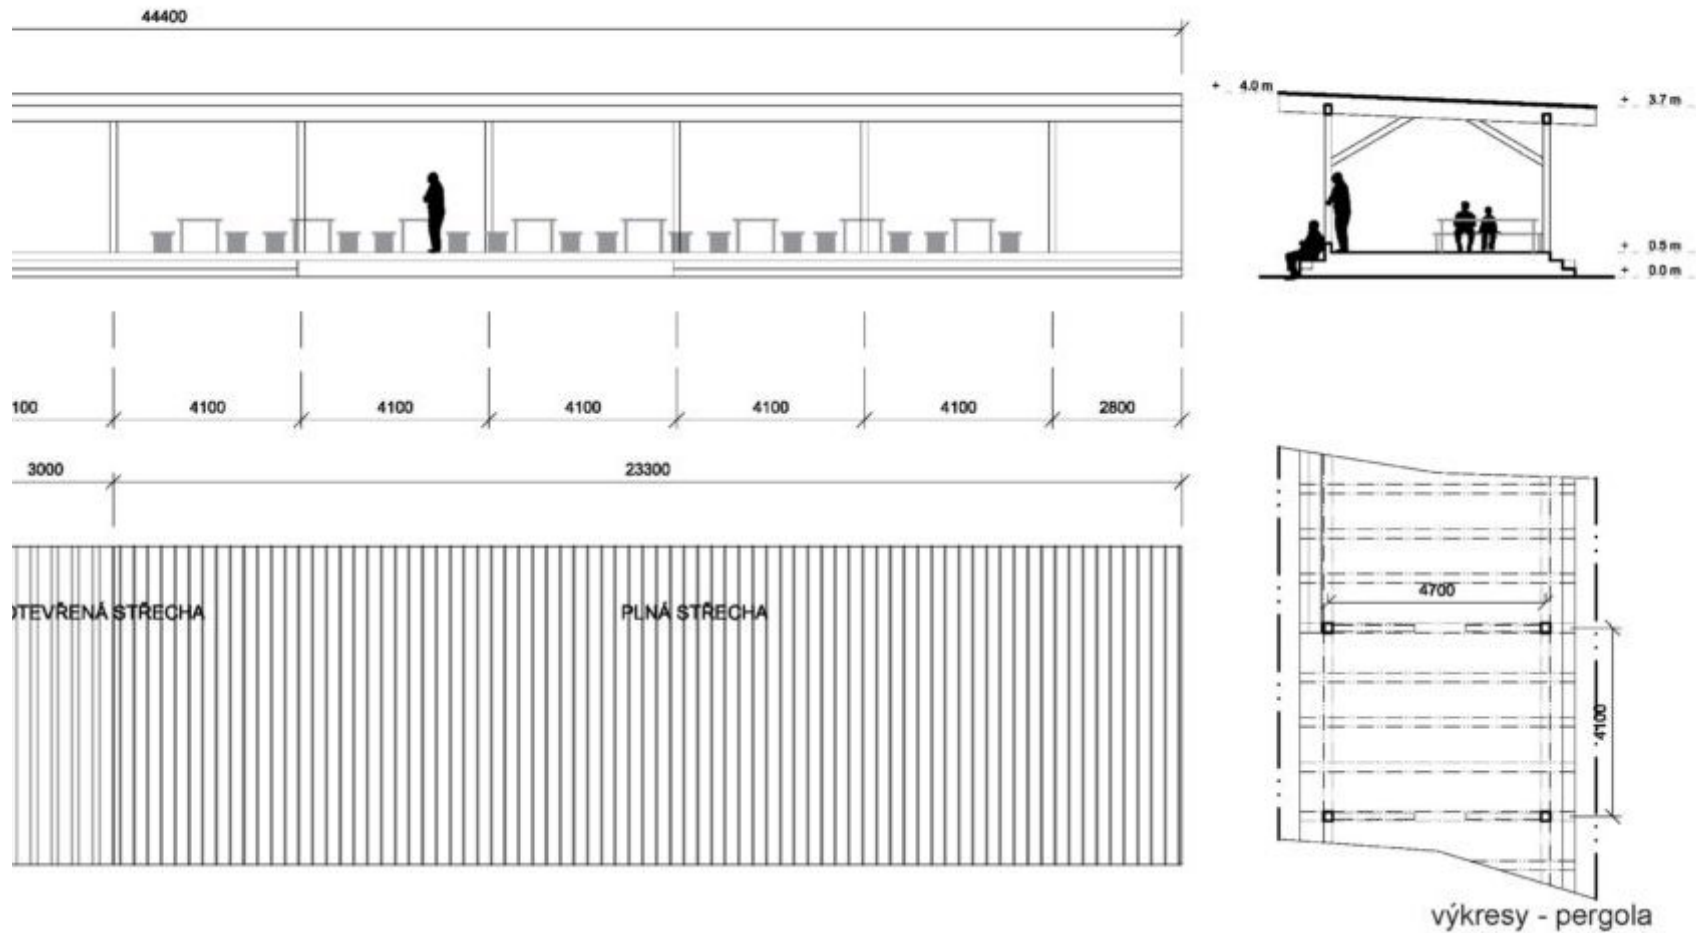 44400
+ 4.0 m
+ 3.7 m
+ 0.5 m
+ 0.0 m
100 4100 4100 4100 4100 4100 2800
3000 23300
4700
OTEVŘENÁ STŘECHA PLNÁ STŘECHA
4100
výkresy - pergola